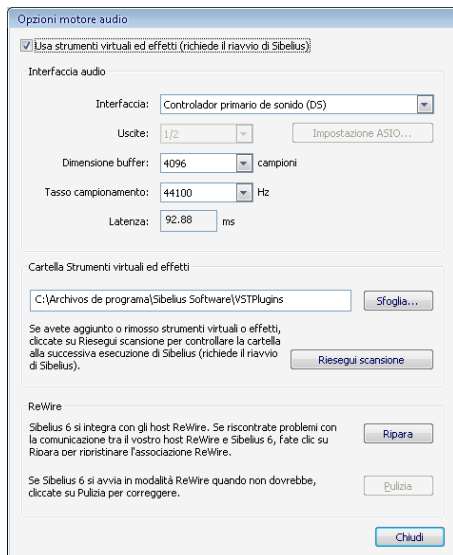 Opzioni motore audio
Usa strumenti virtuali ed effetti (richiede il riavvio di Sibelius)
Interfaccia audio
Interfaccia: Controlador primario de sonido (DS)
Uscite: 1/2 Impostazione ASIO...
Dimensione buffer: 4096 campioni
Tasso campionamento: 44100 Hz
Latenza: 92.88 ms
Cartella Strumenti virtuali ed effetti
C:\Archivos de programa\Sibelius Software\VSTPlugins Sfoglia...
Se avete aggiunto o rimosso strumenti virtuali o effetti,
cliccate su Riesegui scansione per controllare la cartella
alla successiva esecuzione di Sibelius (richiede il riavvio
di Sibelius).
Riesegui scansione
ReWire
Sibelius 6 si integra con gli host ReWire. Se riscontrate problemi con
la comunicazione tra il vostro host ReWire e Sibelius 6, fate clic su
Ripara per ripristinare l'associazione ReWire.
Ripara
Se Sibelius 6 si avvia in modalità ReWire quando non dovrebbe,
cliccate su Pulizia per correggere.
Pulizia
Chiudi